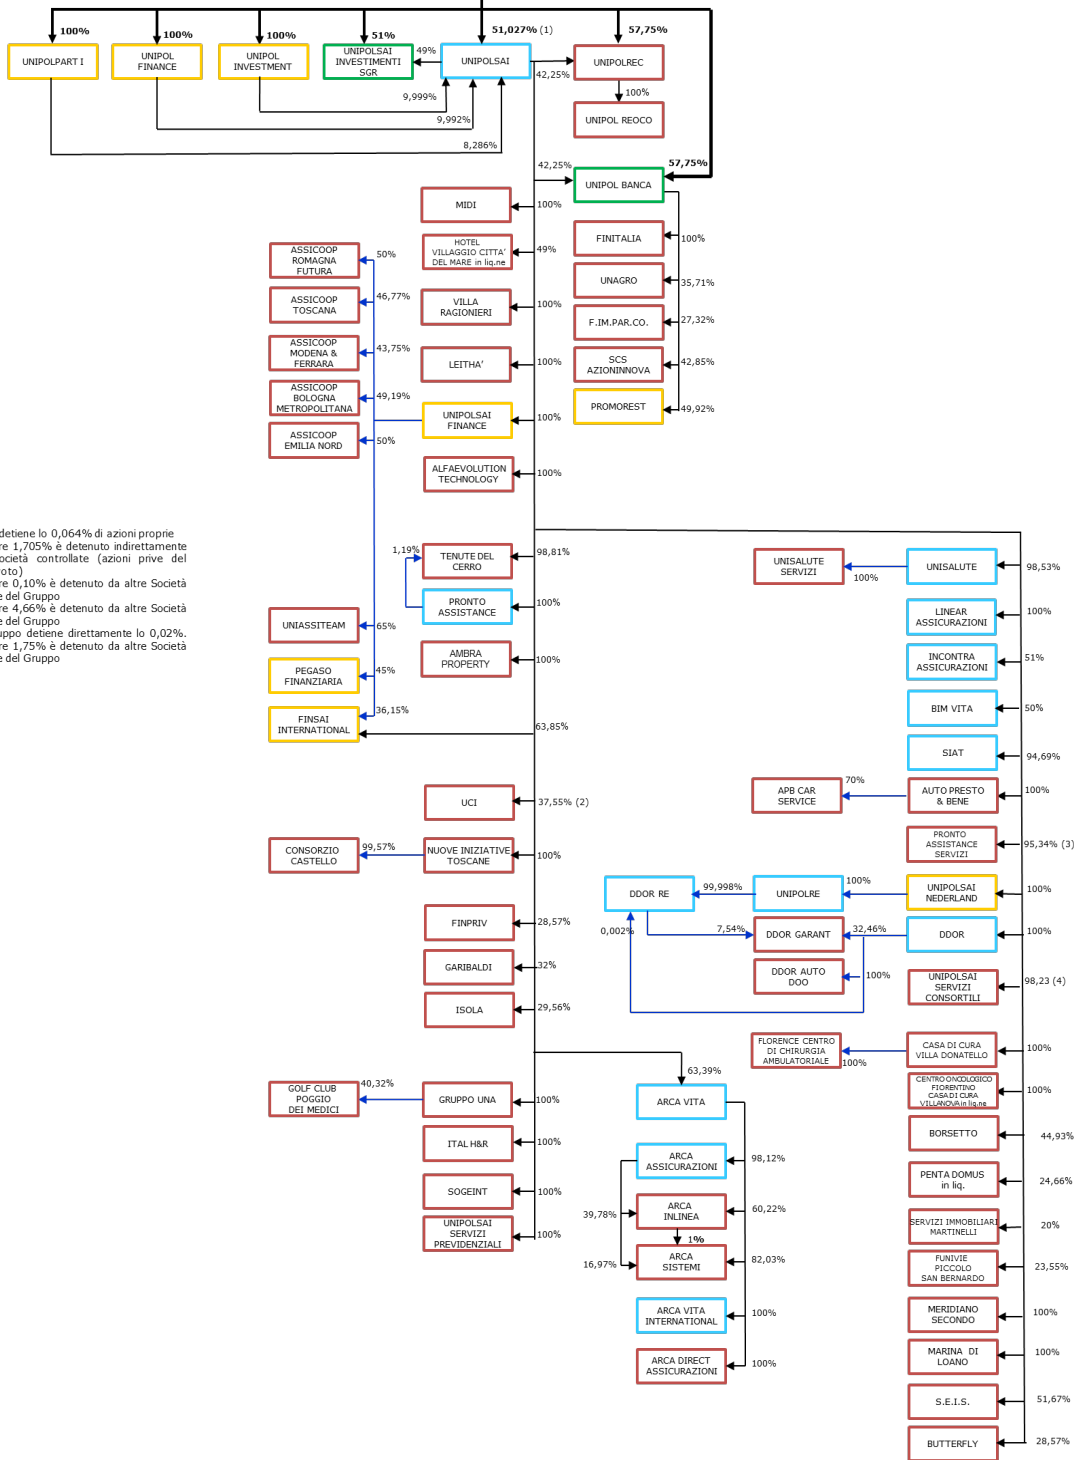 100%
100%
100%
51%
51,027% (1)
57,75%
UNIPOLPART I
UNIPOL
FINANCE
UNIPOL
INVESTMENT
UNIPOLSAI
INVESTIMENTI
SGR
49%
UNIPOLSAI
42,25%
UNIPOLREC
9,999%
9,992%
8,286%
100%
UNIPOL REOCO
42,25%
57,75%
UNIPOL BANCA
MIDI
100%
HOTEL
VILLAGGIO CITTA'
DEL MARE in liq.ne
49%
VILLA
RAGIONIERI
100%
LEITHA'
100%
UNIPOLSAI
FINANCE
100%
ALFAEVOLUTION
TECHNOLOGY
100%
FINITALIA
100%
UNAGRO
35,71%
F.IM.PAR.CO.
27,32%
SCS
AZIONINNOVA
42,85%
PROMOREST
49,92%
ASSICOOP
ROMAGNA
FUTURA
50%
ASSICOOP
TOSCANA
46,77%
ASSICOOP
MODENA &
FERRARA
43,75%
ASSICOOP
BOLOGNA
METROPOLITANA
49,19%
ASSICOOP
EMILIA NORD
50%
detiene lo 0,064% di azioni proprie
re 1,705% è detenuto indirettamente
ocietà controllate (azioni prive del
oto)
re 0,10% è detenuto da altre Società
e del Gruppo
re 4,66% è detenuto da altre Società
e del Gruppo
uppo detiene direttamente lo 0,02%.
re 1,75% è detenuto da altre Società
e del Gruppo
1,19%
TENUTE DEL
CERRO
98,81%
PRONTO
ASSISTANCE
100%
AMBRA
PROPERTY
100%
UNIASSITEAM
65%
PEGASO
FINANZIARIA
45%
FINSAI
INTERNATIONAL
36,15%
63,85%
UCI
37,55% (2)
CONSORZIO
CASTELLO
99,57%
NUOVE INIZIATIVE
TOSCANE
100%
FINPRIV
28,57%
GARIBALDI
32%
ISOLA
29,56%
GOLF CLUB
POGGIO
DEI MEDICI
40,32%
GRUPPO UNA
100%
ITAL H&R
100%
SOGEINT
100%
UNIPOLSAI
SERVIZI
PREVIDENZIALI
100%
63,39%
ARCA VITA
ARCA
ASSICURAZIONI
98,12%
39,78%
ARCA
INLINEA
60,22%
1%
16,97%
ARCA
SISTEMI
82,03%
ARCA VITA
INTERNATIONAL
100%
ARCA DIRECT
ASSICURAZIONI
100%
UNISALUTE
SERVIZI
100%
UNISALUTE
98,53%
LINEAR
ASSICURAZIONI
100%
INCONTRA
ASSICURAZIONI
51%
BIM VITA
50%
SIAT
94,69%
APB CAR
SERVICE
70%
AUTO PRESTO
& BENE
100%
PRONTO
ASSISTANCE
SERVIZI
95,34% (3)
DDOR RE
99,998%
UNIPOLRE
100%
UNIPOLSAI
NEDERLAND
100%
0,002%
7,54%
DDOR GARANT
32,46%
DDOR
100%
DDOR AUTO
DOO
100%
UNIPOLSAI
SERVIZI
CONSORTILI
98,23 (4)
FLORENCE CENTRO
DI CHIRURGIA
AMBULATORIALE
100%
CASA DI CURA
VILLA DONATELLO
100%
CENTRO ONCOLOGICO
FIORENTINO
CASA DI CURA
VILLANOVA in liq.ne
100%
BORSETTO
44,93%
PENTA DOMUS
in liq.
24,66%
SERVIZI IMMOBILIARI
MARTINELLI
20%
FUNIVIE
PICCOLO
SAN BERNARDO
23,55%
MERIDIANO
SECONDO
100%
MARINA DI
LOANO
100%
S.E.I.S.
51,67%
BUTTERFLY
28,57%